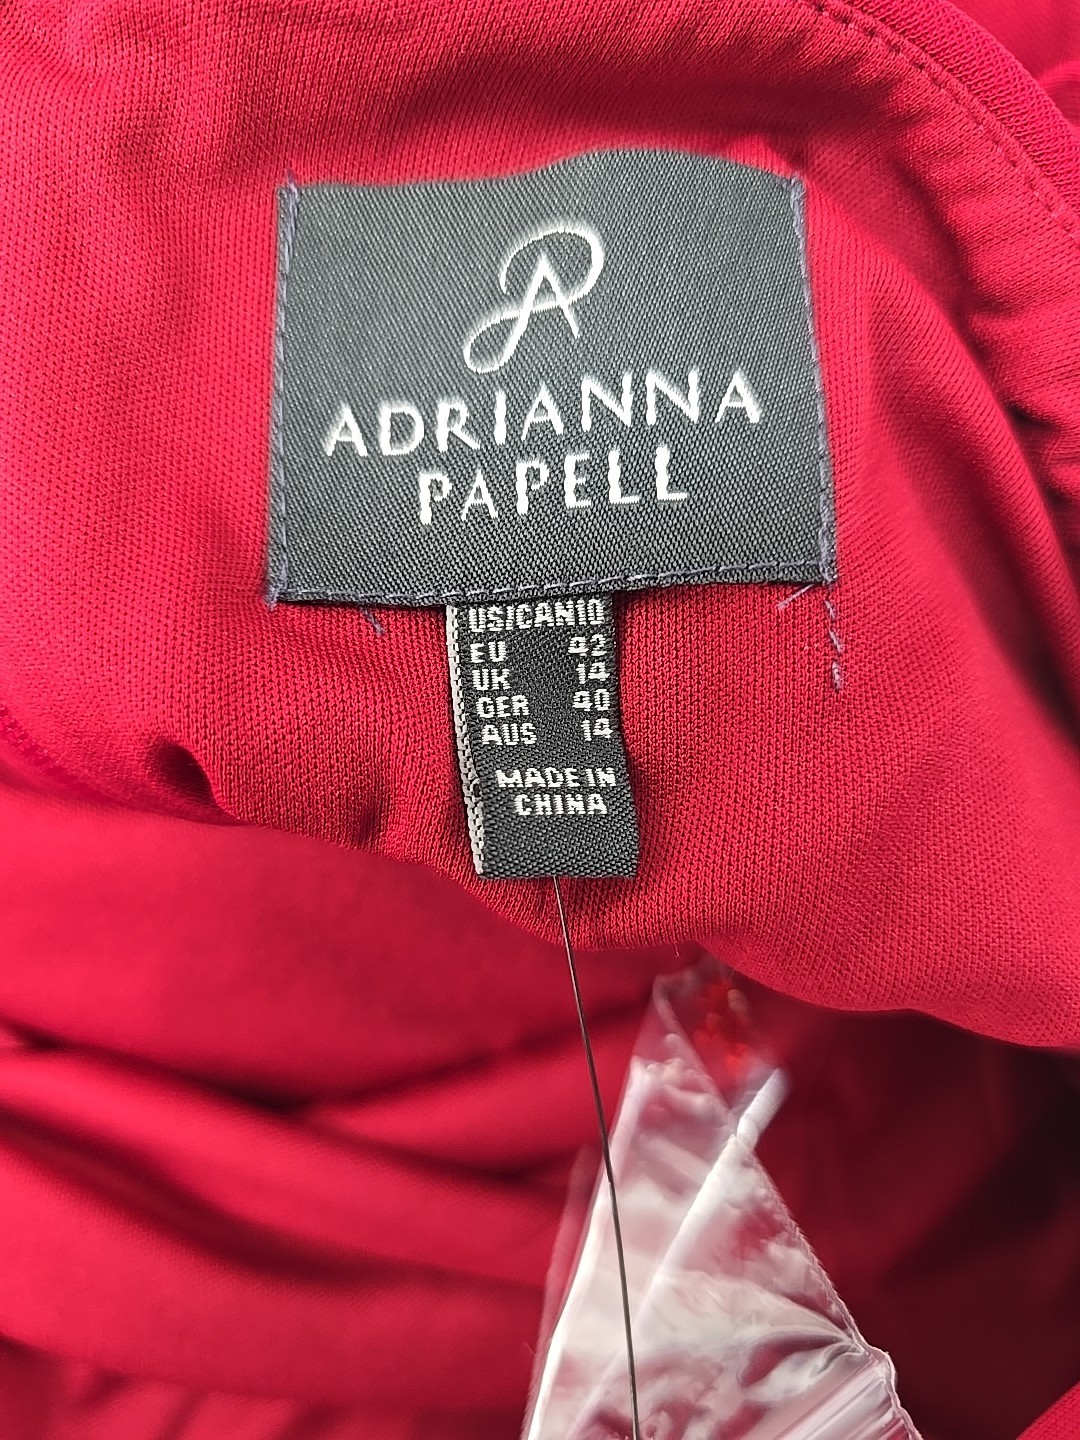 AP
ADRIANNA
PAPELL
US/CAN10
EU 42
UK 14
GER 40
AUS 14
MADE IN
CHINA